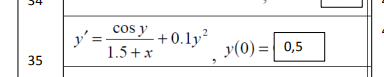 34
y' = cos y / 1.5 + x + 0.1y² , y(0) = 0,5
35